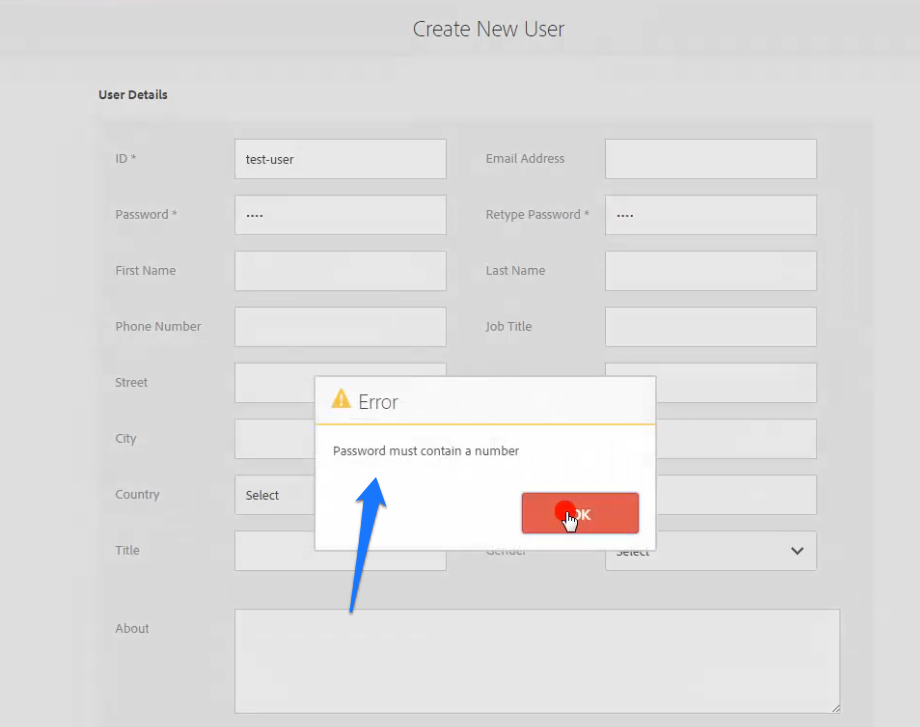 Create New User
User Details
ID *
test-user
Email Address
Password *
····
Retype Password *
····
First Name
Last Name
Phone Number
Job Title
Street
City
Country
Select
Title
Gender
Select
About
Error
Password must contain a number
OK